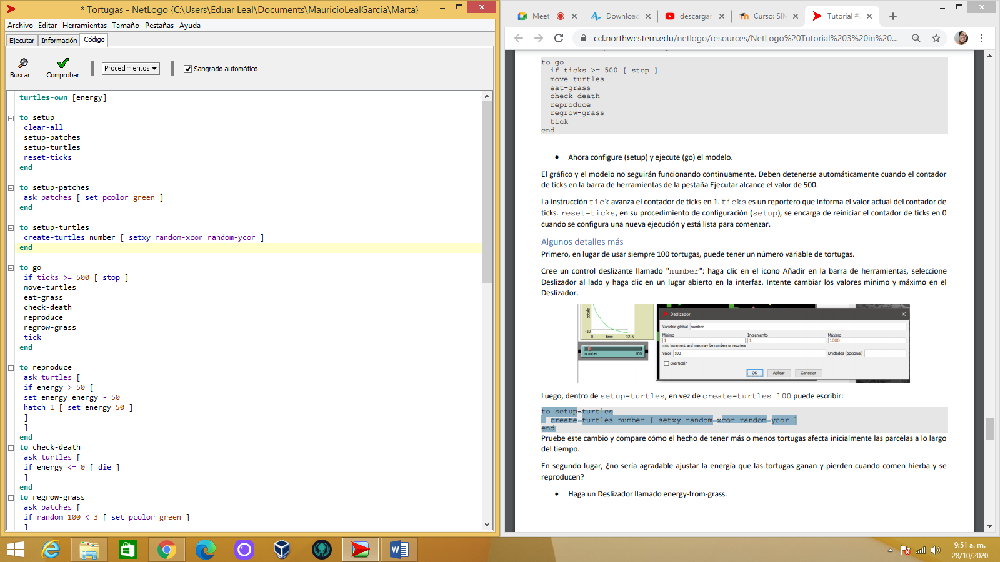 * Tortugas - NetLogo {C:\Users\Eduar Leal\Documents\MauricioLealGarcia\Marta}
Archivo Editar Herramientas Tamaño Pestañas Ayuda
Ejecutar Información Código
Buscar... Comprobar Procedimientos Sangrado automático
turtles-own [energy]
to setup
clear-all
setup-patches
setup-turtles
reset-ticks
end
to setup-patches
ask patches [ set pcolor green ]
end
to setup-turtles
create-turtles number [ setxy random-xcor random-ycor ]
end
to go
if ticks >= 500 [ stop ]
move-turtles
eat-grass
check-death
reproduce
regrow-grass
tick
end
to reproduce
ask turtles [
if energy > 50 [
set energy energy - 50
hatch 1 [ set energy 50 ]
]
]
end
to check-death
ask turtles [
if energy <= 0 [ die ]
]
end
to regrow-grass
ask patches [
if random 100 < 3 [ set pcolor green ]
]
Meet Download descargar Curso: SIM Tutorial #
ccl.northwestern.edu/netlogo/resources/NetLogo%20Tutorial%203%20in%20...
to go
if ticks >= 500 [ stop ]
move-turtles
eat-grass
check-death
reproduce
regrow-grass
tick
end
• Ahora configure (setup) y ejecute (go) el modelo.
El gráfico y el modelo no seguirán funcionando continuamente. Deben detenerse automáticamente cuando el contador
de ticks en la barra de herramientas de la pestaña Ejecutar alcance el valor de 500.
La instrucción tick avanza el contador de ticks en 1. ticks es un reportero que informa el valor actual del contador de
ticks. reset-ticks, en su procedimiento de configuración (setup), se encarga de reiniciar el contador de ticks en 0
cuando se configura una nueva ejecución y está lista para comenzar.
Algunos detalles más
Primero, en lugar de usar siempre 100 tortugas, puede tener un número variable de tortugas.
Cree un control deslizante llamado "number": haga clic en el icono Añadir en la barra de herramientas, seleccione
Deslizador al lado y haga clic en un lugar abierto en la interfaz. Intente cambiar los valores mínimo y máximo en el
Deslizador.
totals
-10
0 time 92.5
number 100
Deslizador
Variable global number
Mínimo Incremento Máximo
1 1 1000
min, increment, and max may be numbers or reporters
Valor 100 Unidades (opcional)
¿Vertical?
OK Aplicar Cancelar
Luego, dentro de setup-turtles, en vez de create-turtles 100 puede escribir:
to setup-turtles
create-turtles number [ setxy random-xcor random-ycor ]
end
Pruebe este cambio y compare cómo el hecho de tener más o menos tortugas afecta inicialmente las parcelas a lo largo
del tiempo.
En segundo lugar, ¿no sería agradable ajustar la energía que las tortugas ganan y pierden cuando comen hierba y se
reproducen?
• Haga un Deslizador llamado energy-from-grass.
9:51 a. m.
28/10/2020